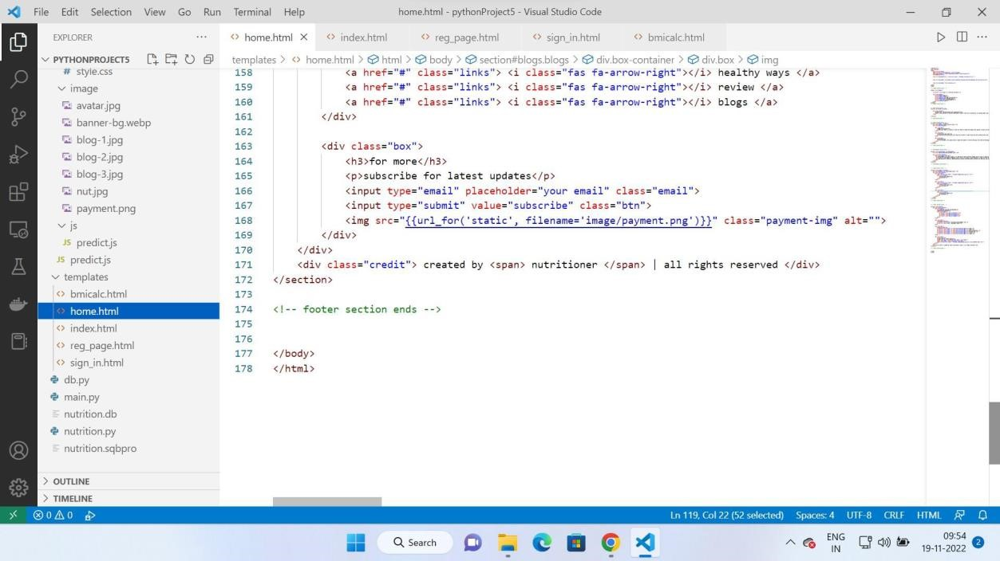 File Edit Selection View Go Run Terminal Help home.html - pythonProject5 - Visual Studio Code
EXPLORER
PYTHONPROJECT5
# style.css
image
avatar.jpg
banner-bg.webp
blog-1.jpg
blog-2.jpg
blog-3.jpg
nut.jpg
payment.png
js
JS predict.js
JS predict.js
templates
<> bmicalc.html
<> home.html
<> index.html
<> reg_page.html
<> sign_in.html
db.py
main.py
nutrition.db
nutrition.py
nutrition.sqbpro
OUTLINE
TIMELINE
<> home.html <> index.html <> reg_page.html <> sign_in.html <> bmicalc.html
templates > <> home.html > html > body > section#blogs.blogs > div.box-container > div.box > img
158 <a href="#" class="links"> <i class="fas fa-arrow-right"></i> healthy ways </a>
159 <a href="#" class="links"> <i class="fas fa-arrow-right"></i> review </a>
160 <a href="#" class="links"> <i class="fas fa-arrow-right"></i> blogs </a>
161 </div>
162
163 <div class="box">
164 <h3>for more</h3>
165 <p>subscribe for latest updates</p>
166 <input type="email" placeholder="your email" class="email">
167 <input type="submit" value="subscribe" class="btn">
168 <img src="{{url_for('static', filename='image/payment.png')}}" class="payment-img" alt="">
169 </div>
170 </div>
171 <div class="credit"> created by <span> nutritioner </span> | all rights reserved </div>
172 </section>
173
174 <!-- footer section ends -->
175
176
177 </body>
178 </html>
0 0 Ln 119, Col 22 (52 selected) Spaces: 4 UTF-8 CRLF HTML
Search
ENG
IN
09:54
19-11-2022
2